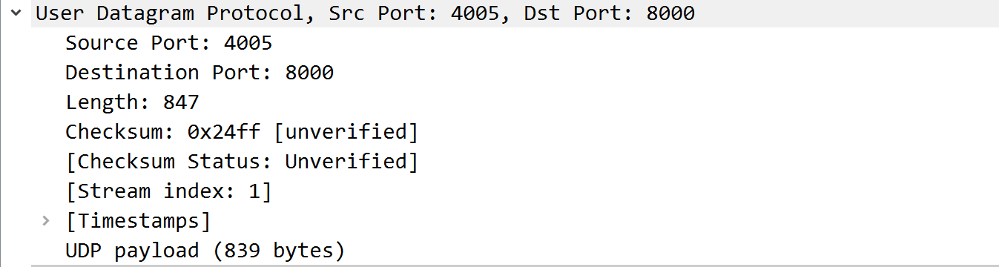 User Datagram Protocol, Src Port: 4005, Dst Port: 8000
Source Port: 4005
Destination Port: 8000
Length: 847
Checksum: 0x24ff [unverified]
[Checksum Status: Unverified]
[Stream index: 1]
[Timestamps]
UDP payload (839 bytes)